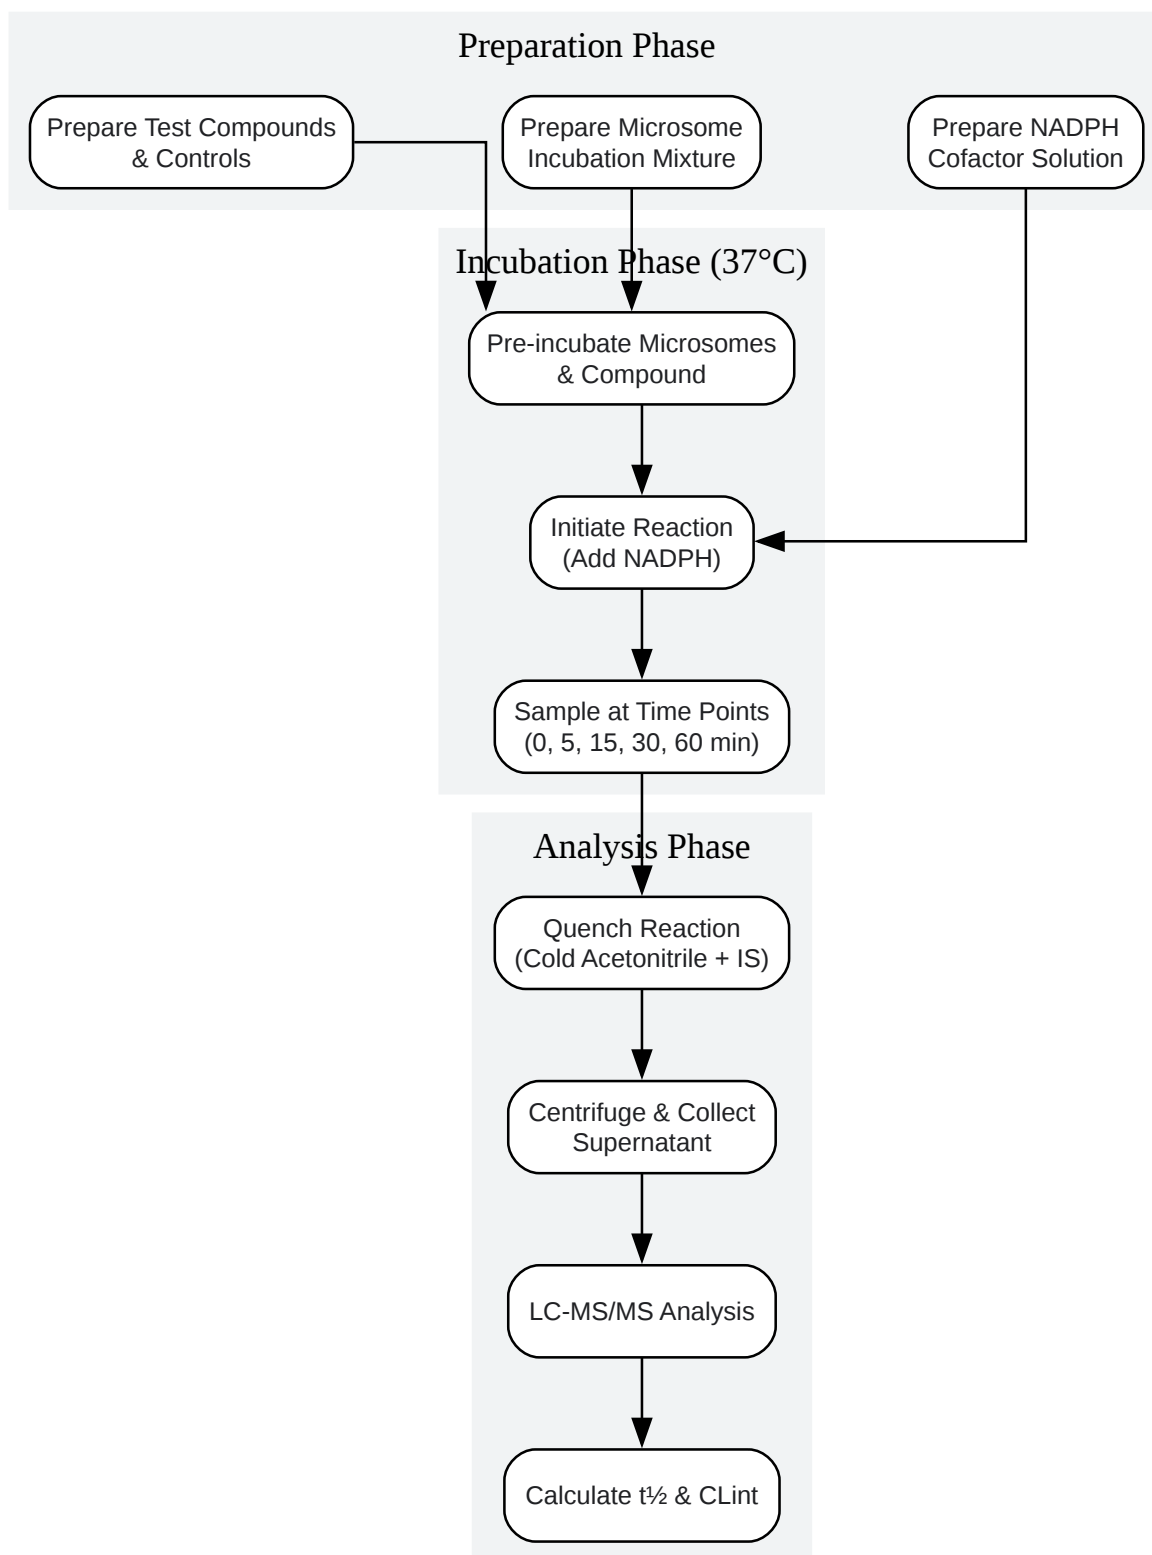 Preparation Phase
Prepare Test Compounds
& Controls
Prepare Microsome
Incubation Mixture
Prepare NADPH
Cofactor Solution
Incubation Phase (37°C)
Pre-incubate Microsomes
& Compound
Initiate Reaction
(Add NADPH)
Sample at Time Points
(0, 5, 15, 30, 60 min)
Analysis Phase
Quench Reaction
(Cold Acetonitrile + IS)
Centrifuge & Collect
Supernatant
LC-MS/MS Analysis
Calculate t½ & CLint